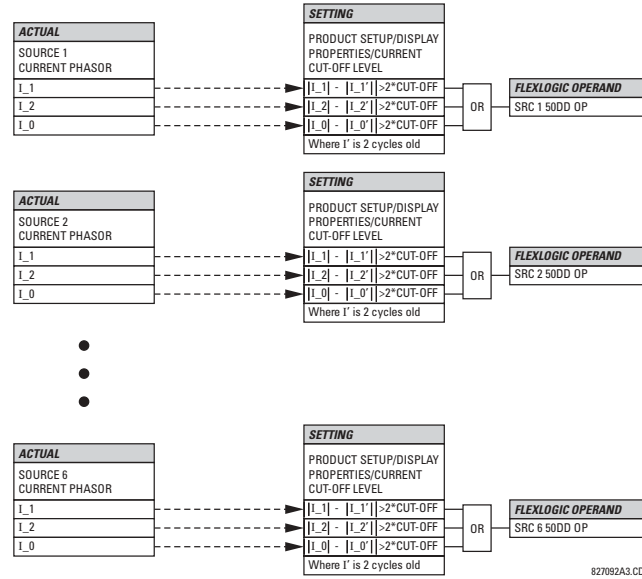 ACTUAL
SOURCE 1
CURRENT PHASOR
I_1
I_2
I_0
SETTING
PRODUCT SETUP/DISPLAY
PROPERTIES/CURRENT
CUT-OFF LEVEL
||I_1| - |I_1'||>2*CUT-OFF
||I_2| - |I_2'||>2*CUT-OFF
||I_0| - |I_0'||>2*CUT-OFF
Where I' is 2 cycles old
OR
FLEXLOGIC OPERAND
SRC 1 50DD OP
ACTUAL
SOURCE 2
CURRENT PHASOR
I_1
I_2
I_0
SETTING
PRODUCT SETUP/DISPLAY
PROPERTIES/CURRENT
CUT-OFF LEVEL
||I_1| - |I_1'||>2*CUT-OFF
||I_2| - |I_2'||>2*CUT-OFF
||I_0| - |I_0'||>2*CUT-OFF
Where I' is 2 cycles old
OR
FLEXLOGIC OPERAND
SRC 2 50DD OP
ACTUAL
SOURCE 6
CURRENT PHASOR
I_1
I_2
I_0
SETTING
PRODUCT SETUP/DISPLAY
PROPERTIES/CURRENT
CUT-OFF LEVEL
||I_1| - |I_1'||>2*CUT-OFF
||I_2| - |I_2'||>2*CUT-OFF
||I_0| - |I_0'||>2*CUT-OFF
Where I' is 2 cycles old
OR
FLEXLOGIC OPERAND
SRC 6 50DD OP
827092A3.CD